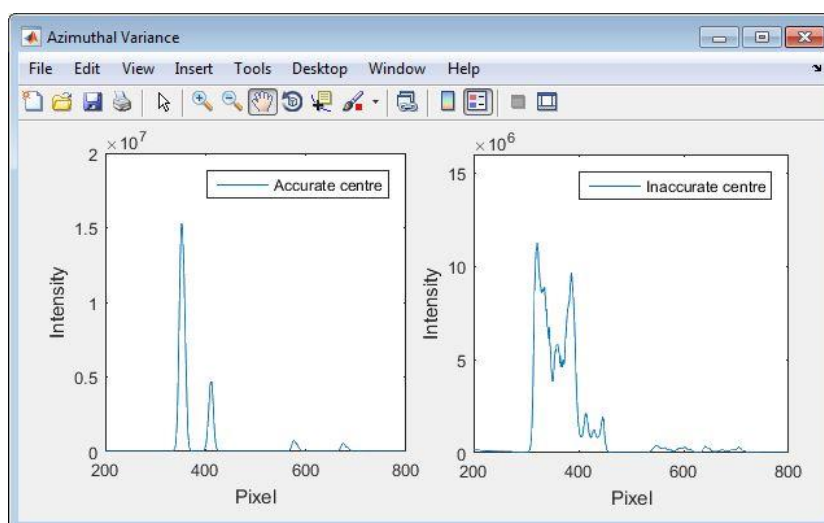 Azimuthal Variance
File Edit View Insert Tools Desktop Window Help
×10⁷
2
1.5
1
0.5
0
Intensity
Accurate centre
200 400 600 800
Pixel
×10⁶
15
10
5
0
Intensity
Inaccurate centre
200 400 600 800
Pixel